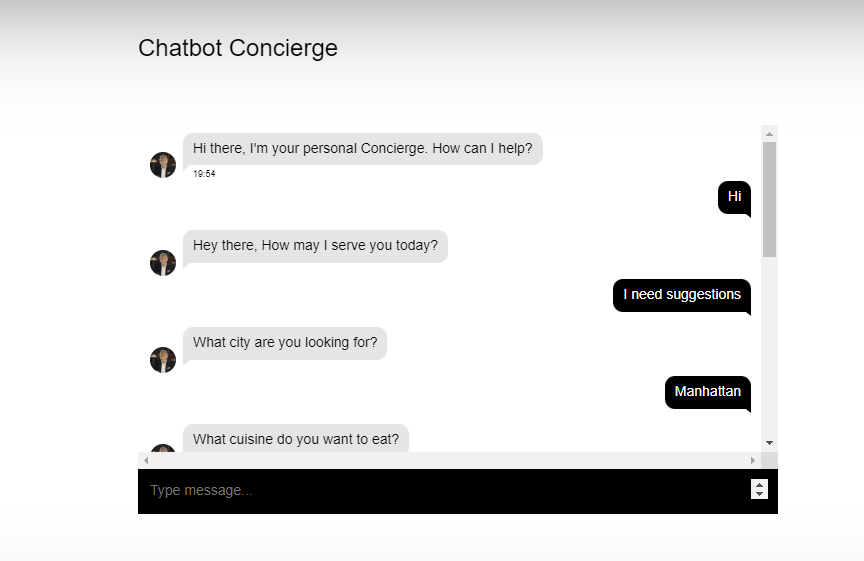 Chatbot Concierge
Hi there, I'm your personal Concierge. How can I help?
19:54
Hi
Hey there, How may I serve you today?
I need suggestions
What city are you looking for?
Manhattan
What cuisine do you want to eat?
Type message...